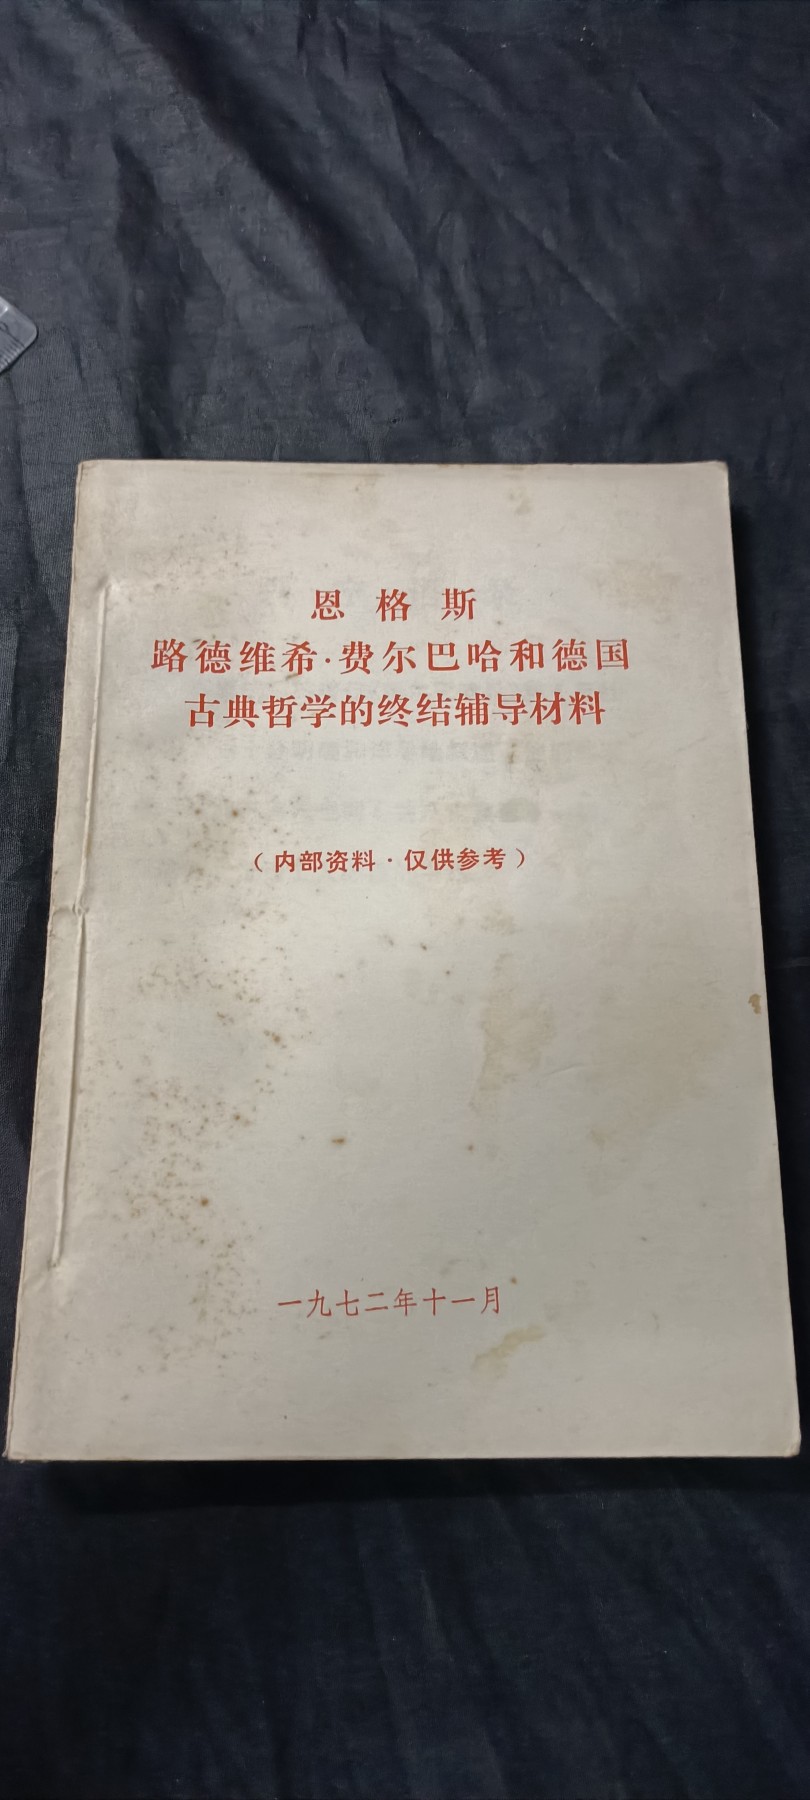 恩格斯
路德维希·费尔巴哈和德国
古典哲学的终结辅导材料
（内部资料·仅供参考）
一九七二年十一月